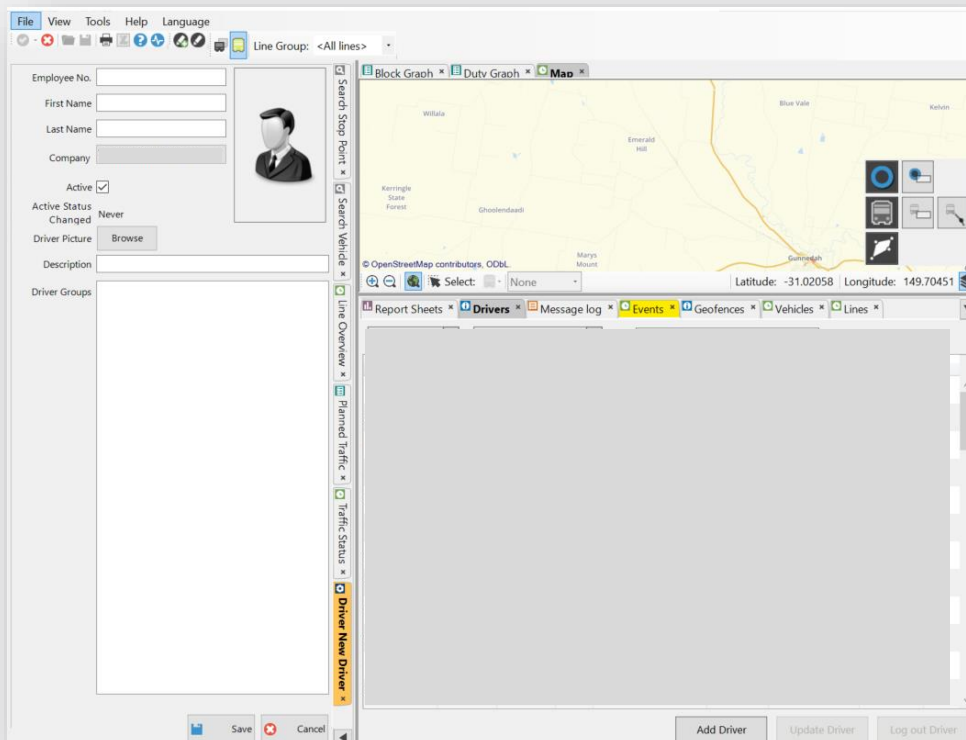 File View Tools Help Language
Line Group: <All lines>
Employee No.
First Name
Last Name
Company
Active
Active Status Changed Never
Driver Picture Browse
Description
Driver Groups
Save Cancel
Search Stop Point
Search Vehicle
Line Overview
Planned Traffic
Traffic Status
Driver New Driver
Block Graph Duty Graph Map
Willala
Blue Vale
Kelvin
Emerald
Hill
Kerringle
State
Forest
Ghoolendaadi
Marys
Mount
Gunnedah
© OpenStreetMap contributors, ODbL.
Select: None Latitude: -31.02058 Longitude: 149.70451
Report Sheets Drivers Message log Events Geofences Vehicles Lines
Add Driver Update Driver Log out Driver